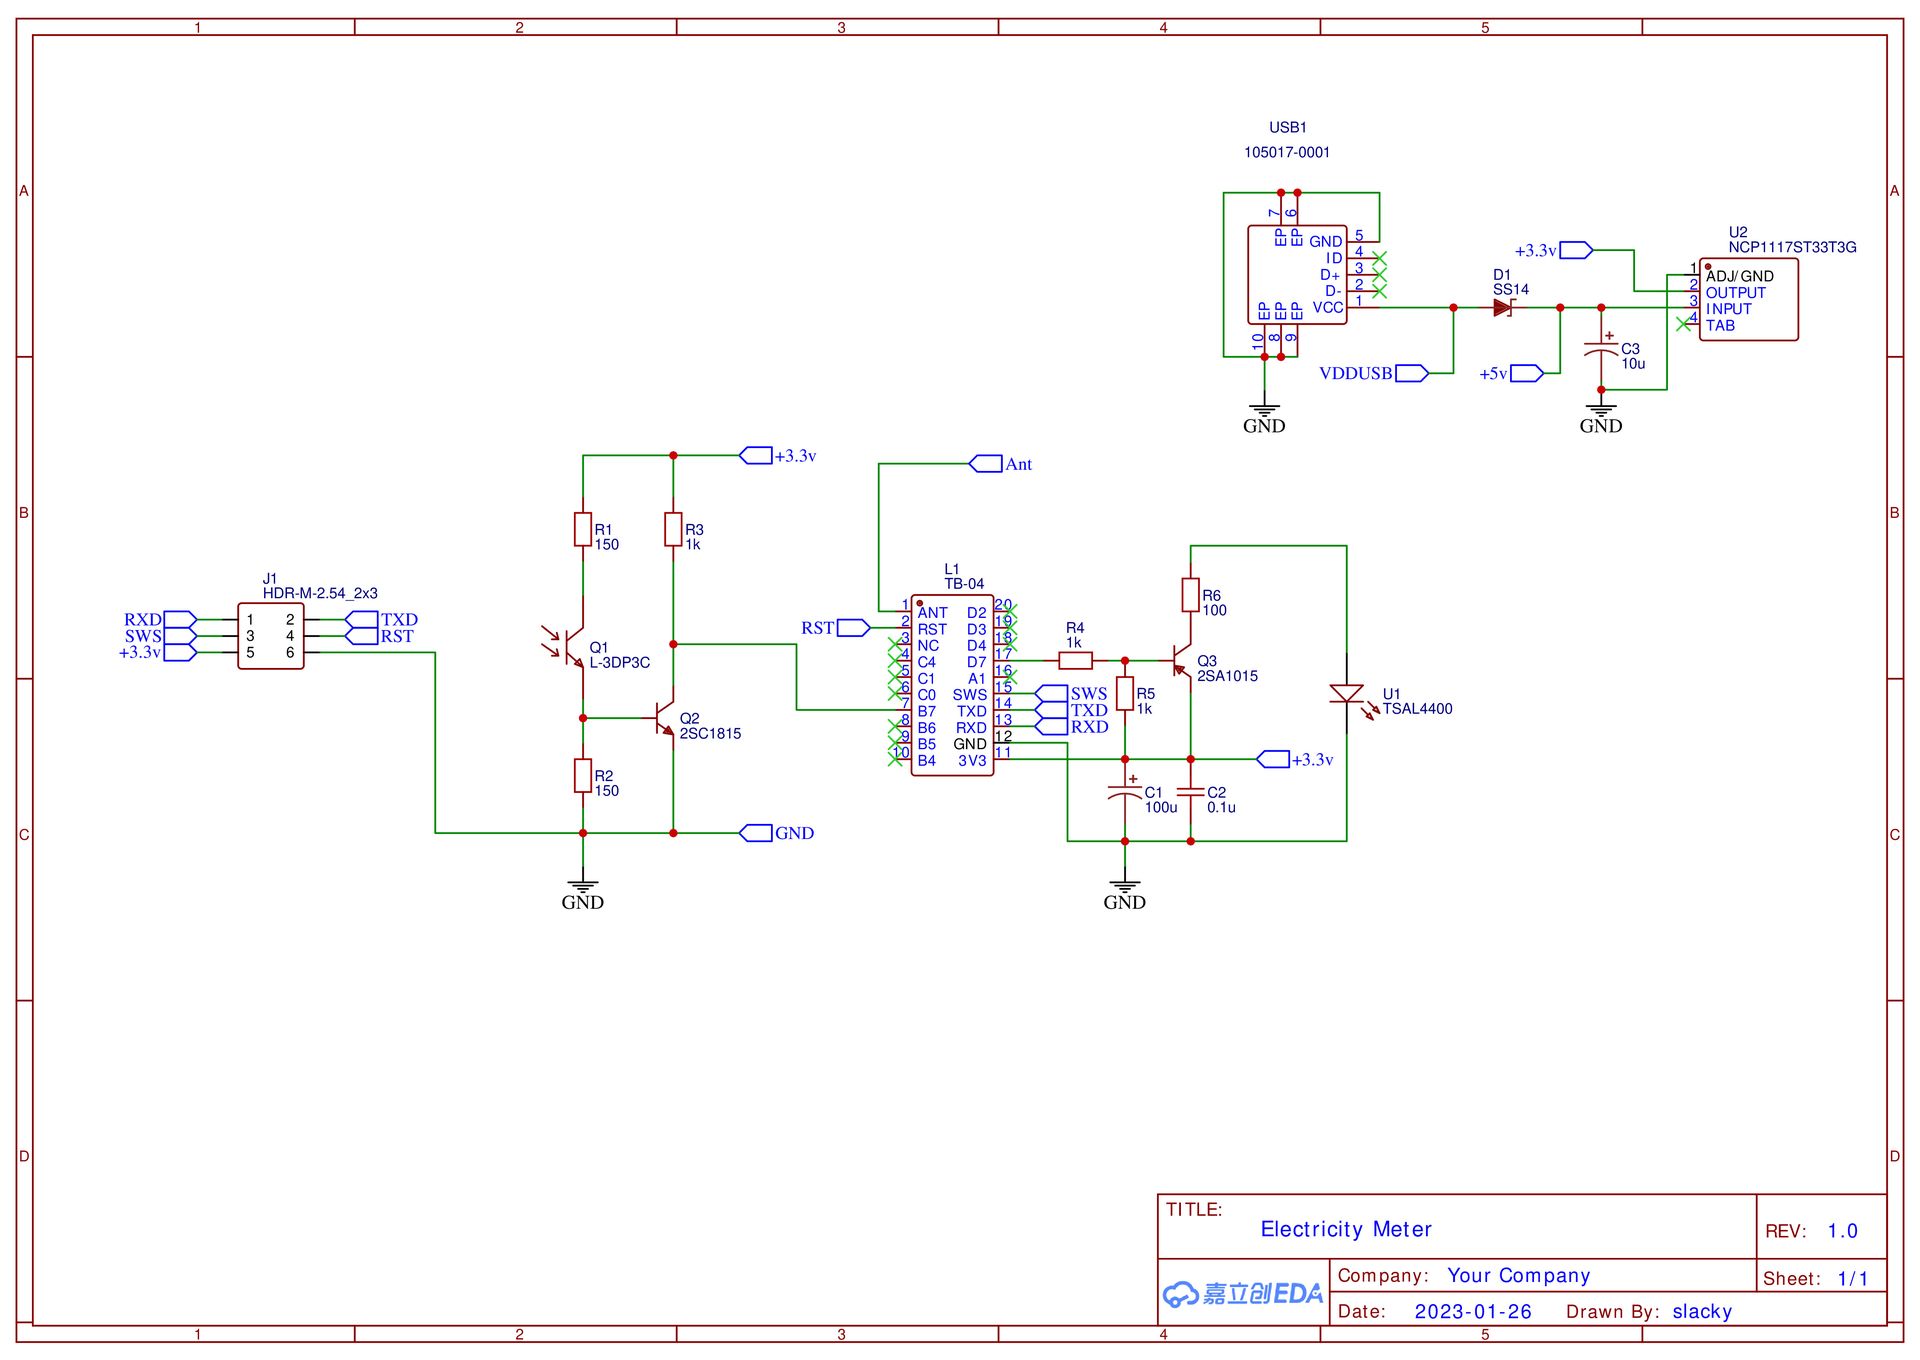 1 2 3 4 5
A A
B B
C C
D D
USB1
105017-0001
7 6
EP EP GND 5
ID 4
D+ 3
D- 2
EP EP EP VCC 1
10 8 9
GND
VDDUSB
D1
SS14
+5v
+3.3v
C3
10u
+
GND
U2
NCP1117ST33T3G
1 ADJ/GND
2 OUTPUT
3 INPUT
4 TAB
J1
HDR-M-2.54_2x3
RXD 1 2 TXD
SWS 3 4 RST
+3.3v 5 6
+3.3v
R1
150
R3
1k
Q1
L-3DP3C
Q2
2SC1815
R2
150
GND
GND
Ant
L1
TB-04
RST
1 ANT D2 20
2 RST D3 19
3 NC D4 18
4 C4 D7 17
5 C1 A1 16
6 C0 SWS 15
7 B7 TXD 14
8 B6 RXD 13
9 B5 GND 12
10 B4 3V3 11
SWS
TXD
RXD
R4
1k
R5
1k
R6
100
Q3
2SA1015
U1
TSAL4400
+3.3v
+
C1
100u
C2
0.1u
GND
TITLE:
Electricity Meter
REV: 1.0
嘉立创EDA
Company: Your Company
Sheet: 1/1
Date: 2023-01-26 Drawn By: slacky
1 2 3 4 5